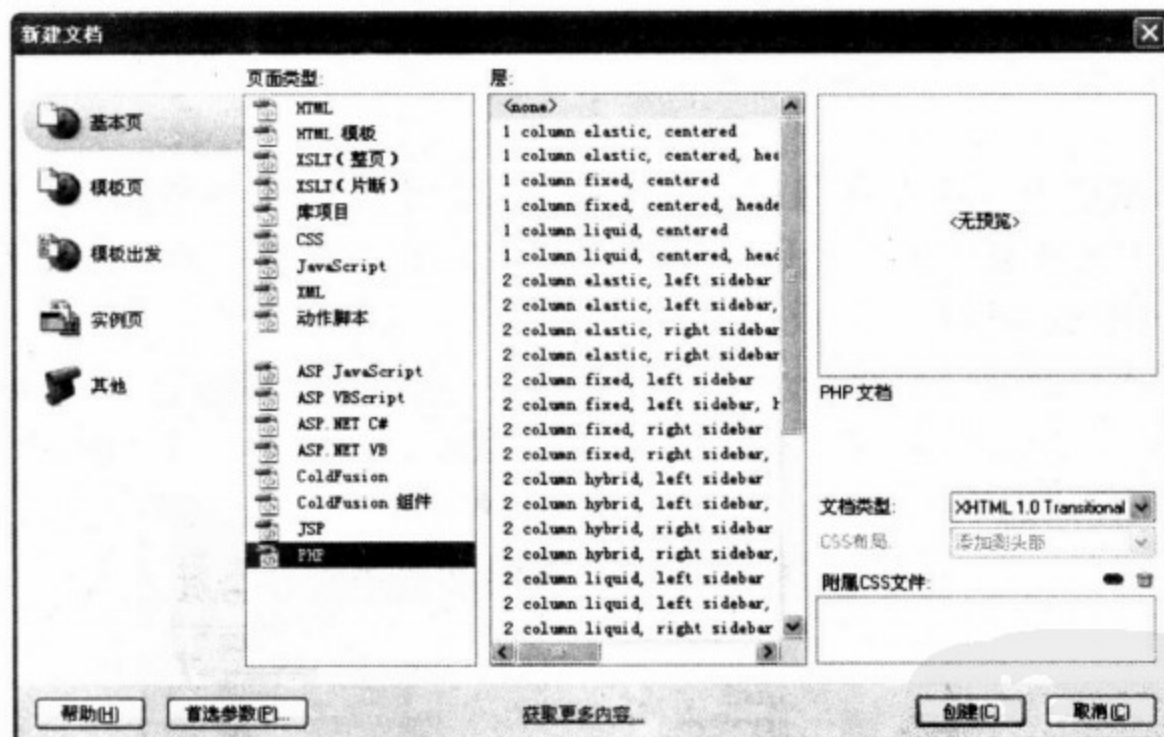 新建文档
基本页
模板页
模板出发
实例页
其他
页面类型:
HTML
HTML 模板
XSLT(整页)
XSLT(片断)
库项目
CSS
JavaScript
XML
动作脚本
ASP JavaScript
ASP VBScript
ASP.NET C#
ASP.NET VB
ColdFusion
ColdFusion 组件
JSP
PHP
层:
<none>
1 column elastic, centered
1 column elastic, centered, hea
1 column fixed, centered
1 column fixed, centered, heade
1 column liquid, centered
1 column liquid, centered, head
2 column elastic, left sidebar
2 column elastic, left sidebar,
2 column elastic, right sidebar
2 column elastic, right sidebar
2 column fixed, left sidebar
2 column fixed, left sidebar, h
2 column fixed, right sidebar
2 column fixed, right sidebar,
2 column hybrid, left sidebar
2 column hybrid, left sidebar,
2 column hybrid, right sidebar
2 column hybrid, right sidebar,
2 column liquid, left sidebar
2 column liquid, left sidebar,
2 column liquid, right sidebar
<无预览>
PHP 文档
文档类型: XHTML 1.0 Transitional
CSS布局: 添加到头部
附属CSS文件:
帮助(H) 首选参数(P)... 获取更多内容... 创建(C) 取消(C)